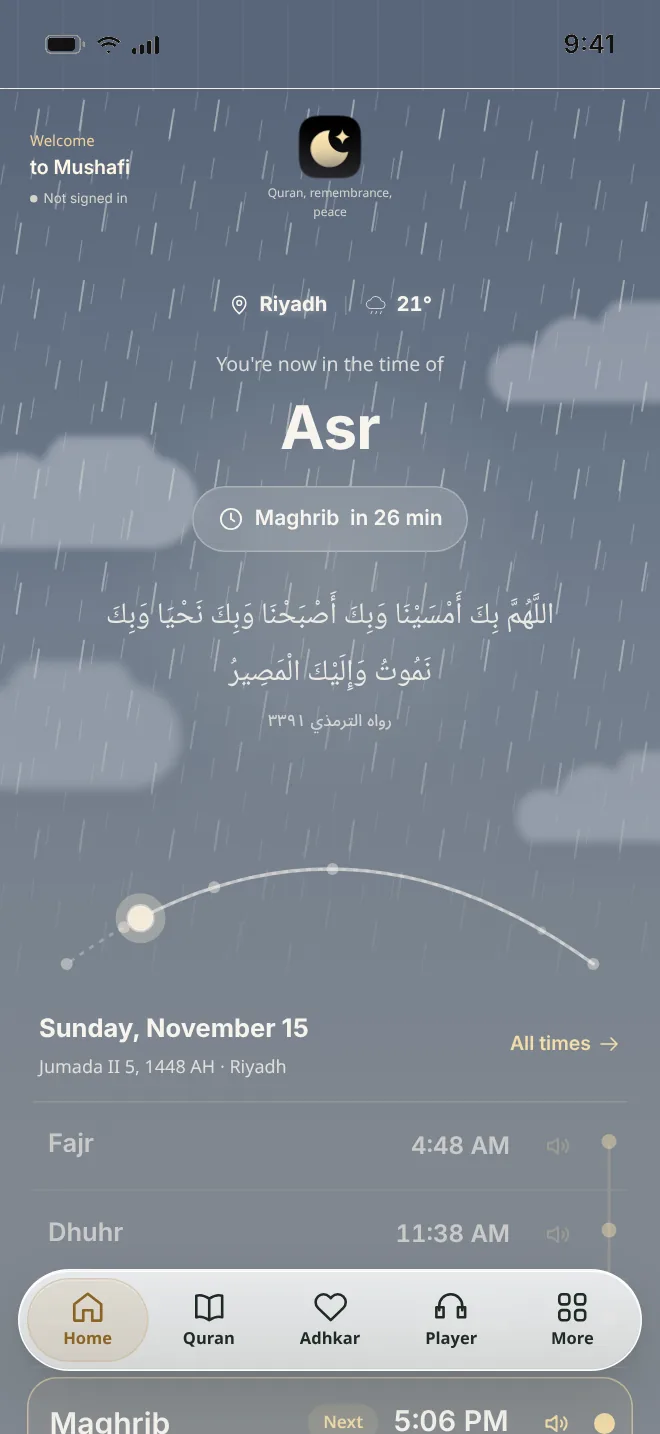 9:41
Welcome
to Mushafi
Not signed in
Quran, remembrance,
peace
Riyadh 21°
You're now in the time of
Asr
Maghrib in 26 min
اللَّهُمَّ بِكَ أَمْسَيْنَا وَبِكَ أَصْبَحْنَا وَبِكَ نَحْيَا وَبِكَ
نَمُوتُ وَإِلَيْكَ الْمَصِيرُ
رواه الترمذي ٣٣٩١
Sunday, November 15
Jumada II 5, 1448 AH · Riyadh
All times →
Fajr 4:48 AM
Dhuhr 11:38 AM
Home Quran Adhkar Player More
Maghrib Next 5:06 PM